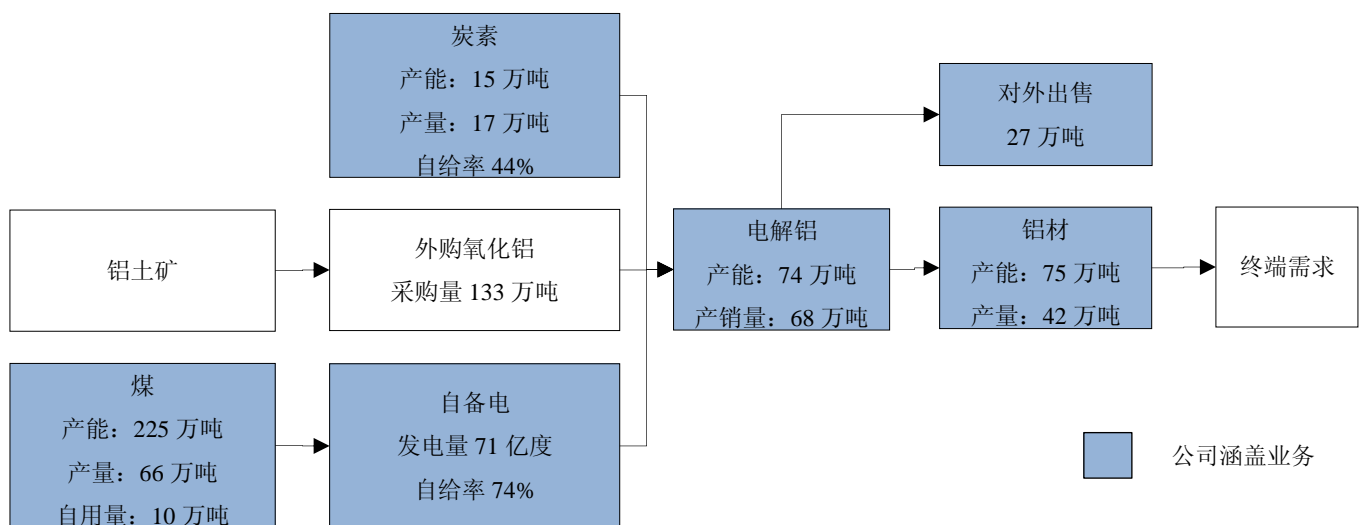 炭素
产能：15 万吨
产量：17 万吨
自给率 44%
对外出售
27 万吨
铝土矿
外购氧化铝
采购量 133 万吨
电解铝
产能：74 万吨
产销量：68 万吨
铝材
产能：75 万吨
产量：42 万吨
终端需求
煤
产能：225 万吨
产量：66 万吨
自用量：10 万吨
自备电
发电量 71 亿度
自给率 74%
公司涵盖业务